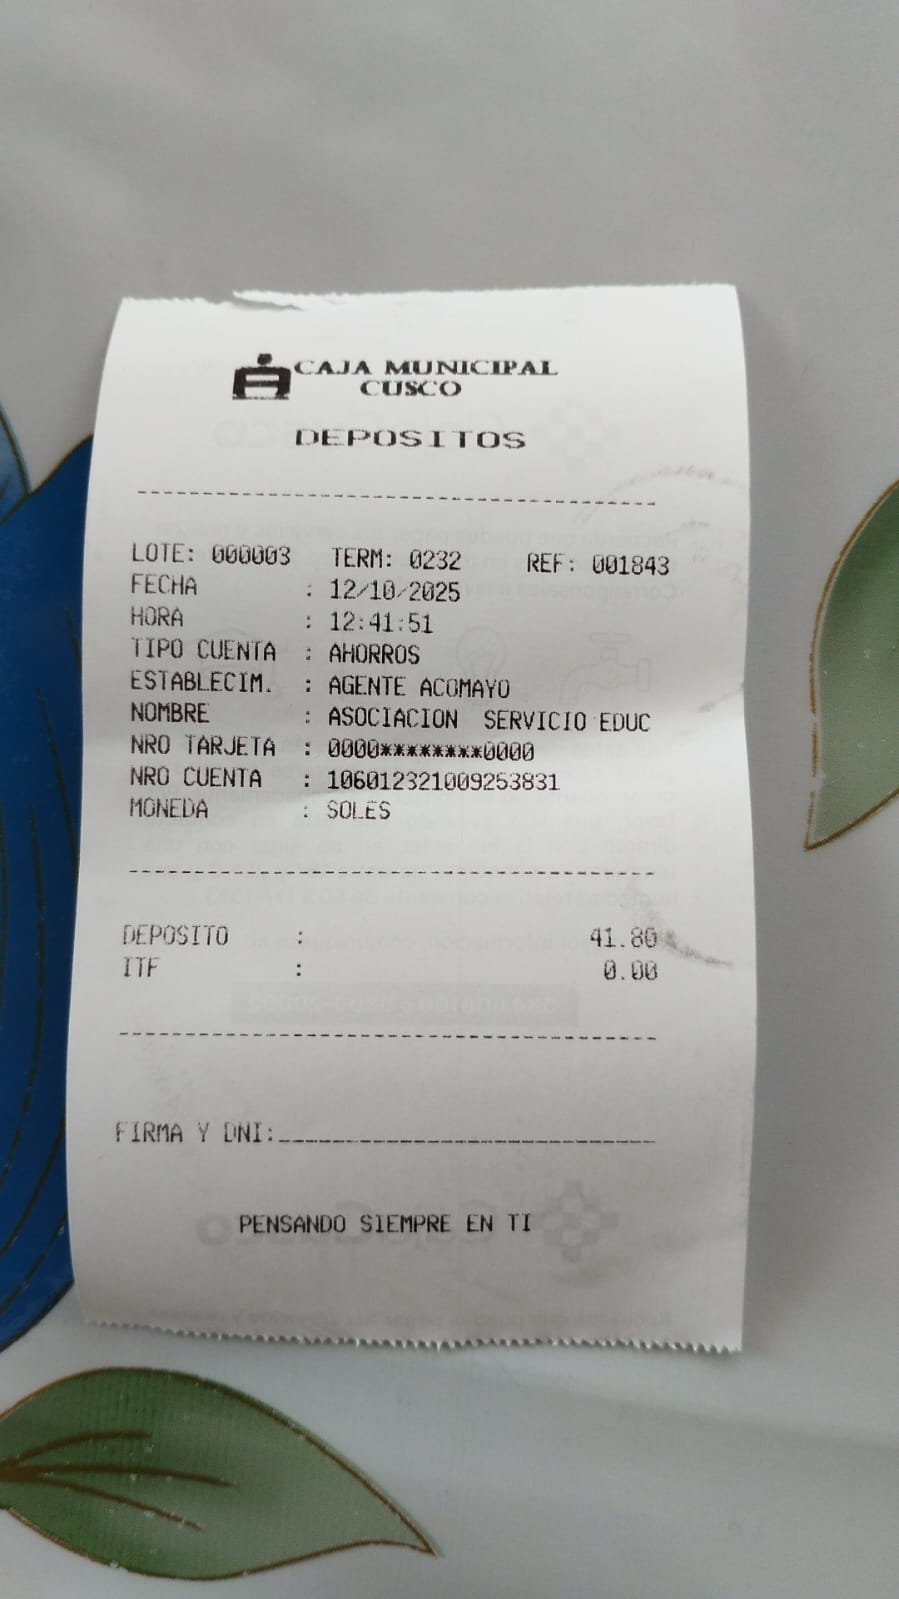 CAJA MUNICIPAL
CUSCO
DEPOSITOS
LOTE: 000003 TERM: 0232 REF: 001843
FECHA : 12/10/2025
HORA : 12:41:51
TIPO CUENTA : AHORROS
ESTABLECIM. : AGENTE ACOMAYO
NOMBRE : ASOCIACION SERVICIO EDUC
NRO TARJETA : 0000********0000
NRO CUENTA : 106012321009253831
MONEDA : SOLES
DEPOSITO : 41.80
ITF : 0.00
FIRMA Y DNI:
PENSANDO SIEMPRE EN TI